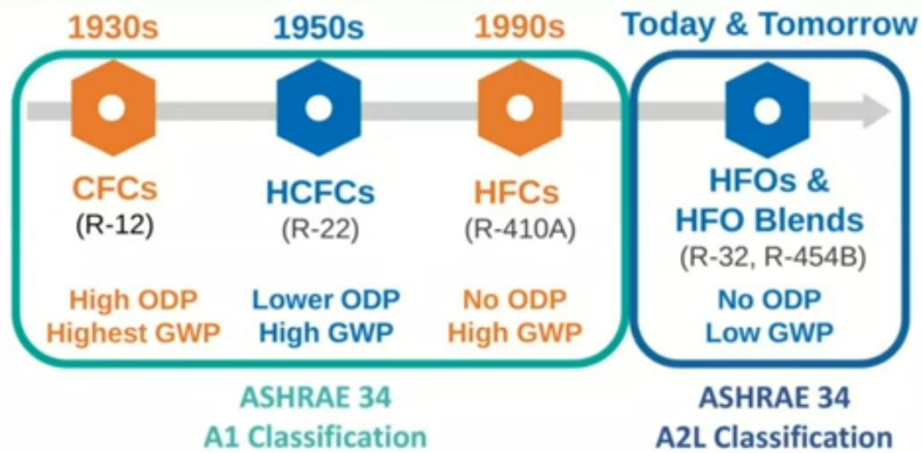 1930s
1950s
1990s
Today & Tomorrow
CFCs
(R-12)
High ODP
Highest GWP
HCFCs
(R-22)
Lower ODP
High GWP
HFCs
(R-410A)
No ODP
High GWP
HFOs &
HFO Blends
(R-32, R-454B)
No ODP
Low GWP
ASHRAE 34
A1 Classification
ASHRAE 34
A2L Classification